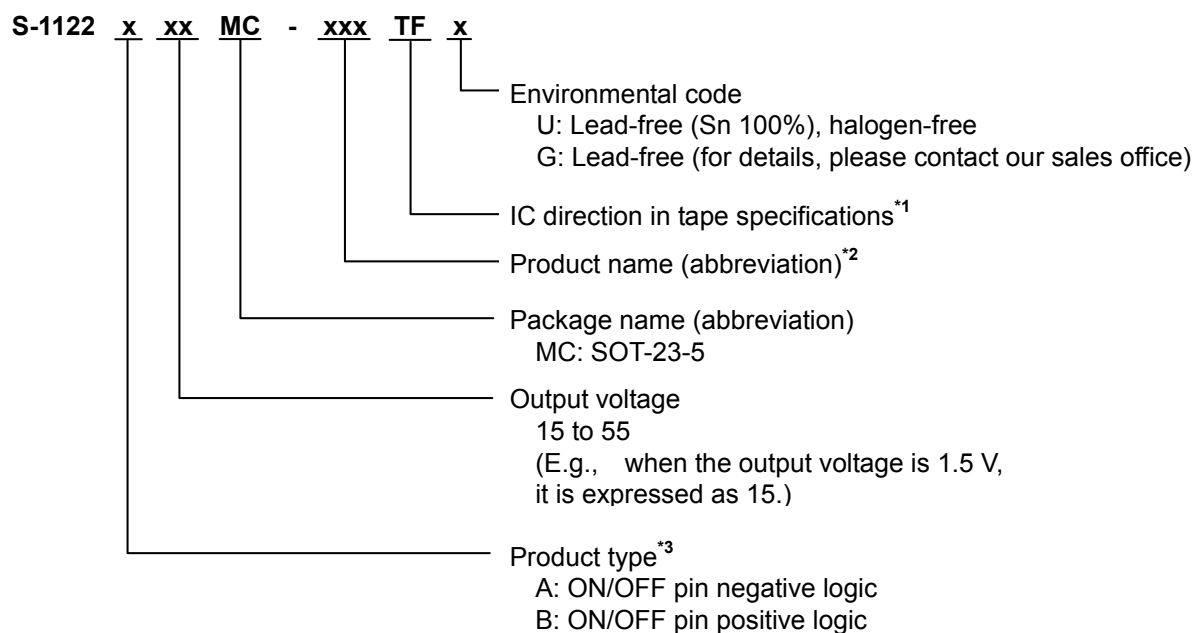 S-1122 x xx MC - xxx TF x
Environmental code
U: Lead-free (Sn 100%), halogen-free
G: Lead-free (for details, please contact our sales office)
IC direction in tape specifications*1
Product name (abbreviation)*2
Package name (abbreviation)
MC: SOT-23-5
Output voltage
15 to 55
(E.g., when the output voltage is 1.5 V,
it is expressed as 15.)
Product type*3
A: ON/OFF pin negative logic
B: ON/OFF pin positive logic